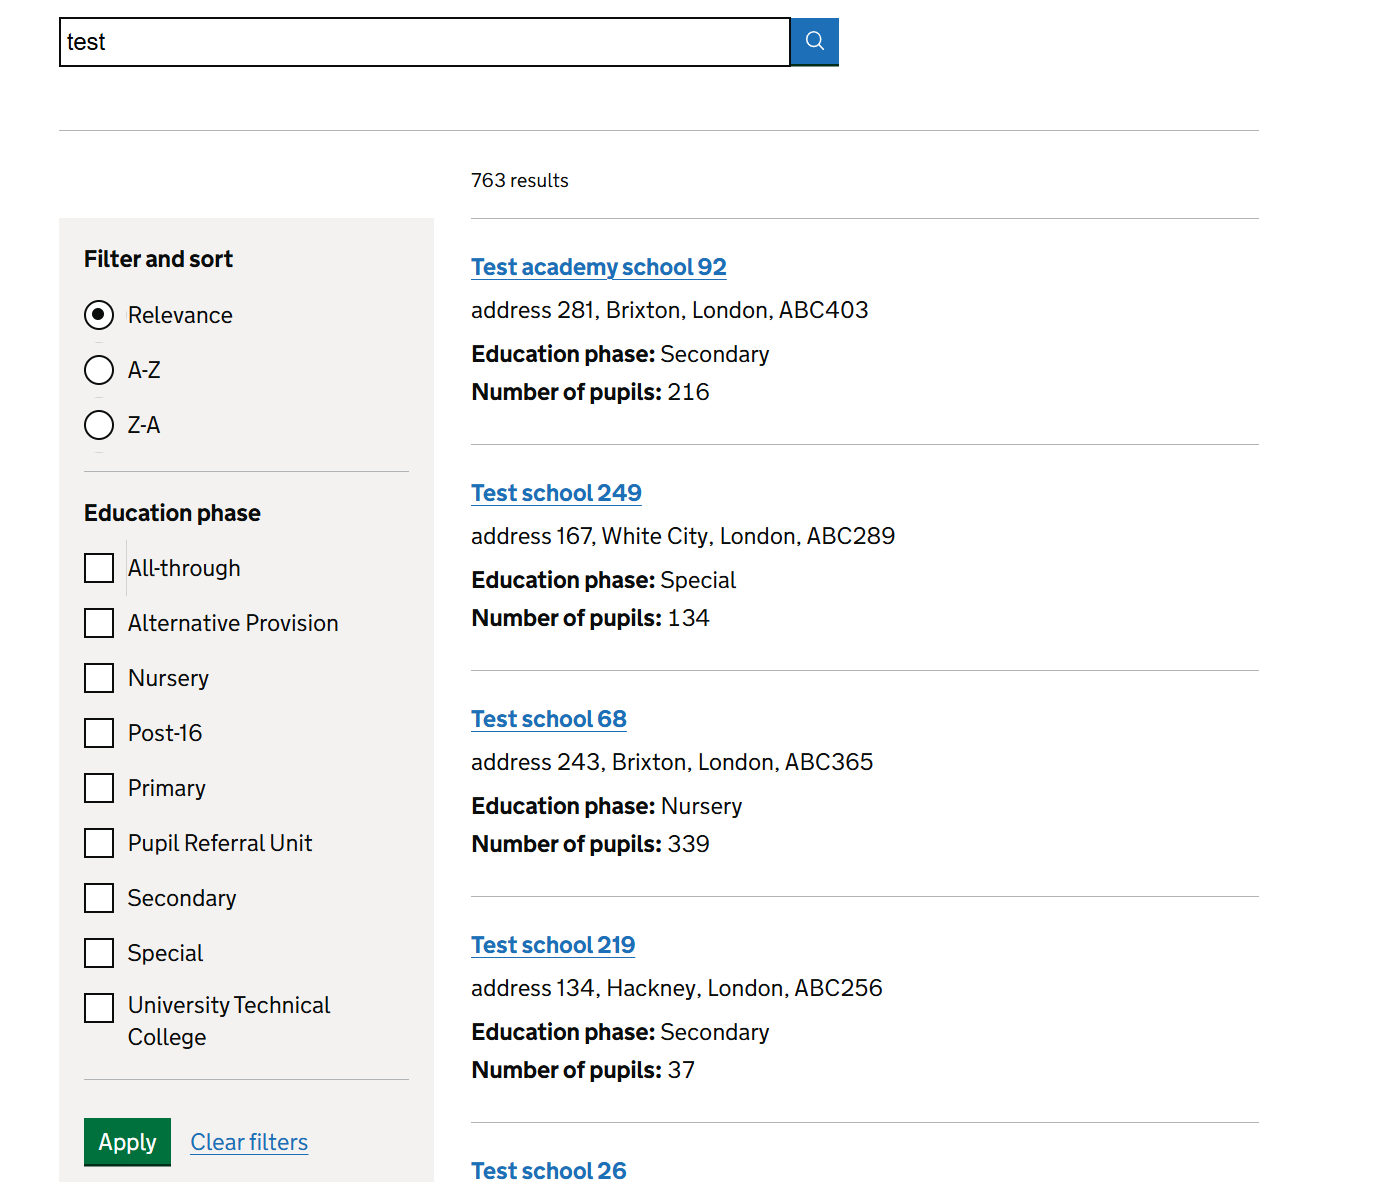 test
763 results
Filter and sort
Relevance
A-Z
Z-A
Education phase
All-through
Alternative Provision
Nursery
Post-16
Primary
Pupil Referral Unit
Secondary
Special
University Technical
College
Apply
Clear filters
Test academy school 92
address 281, Brixton, London, ABC403
Education phase: Secondary
Number of pupils: 216
Test school 249
address 167, White City, London, ABC289
Education phase: Special
Number of pupils: 134
Test school 68
address 243, Brixton, London, ABC365
Education phase: Nursery
Number of pupils: 339
Test school 219
address 134, Hackney, London, ABC256
Education phase: Secondary
Number of pupils: 37
Test school 26